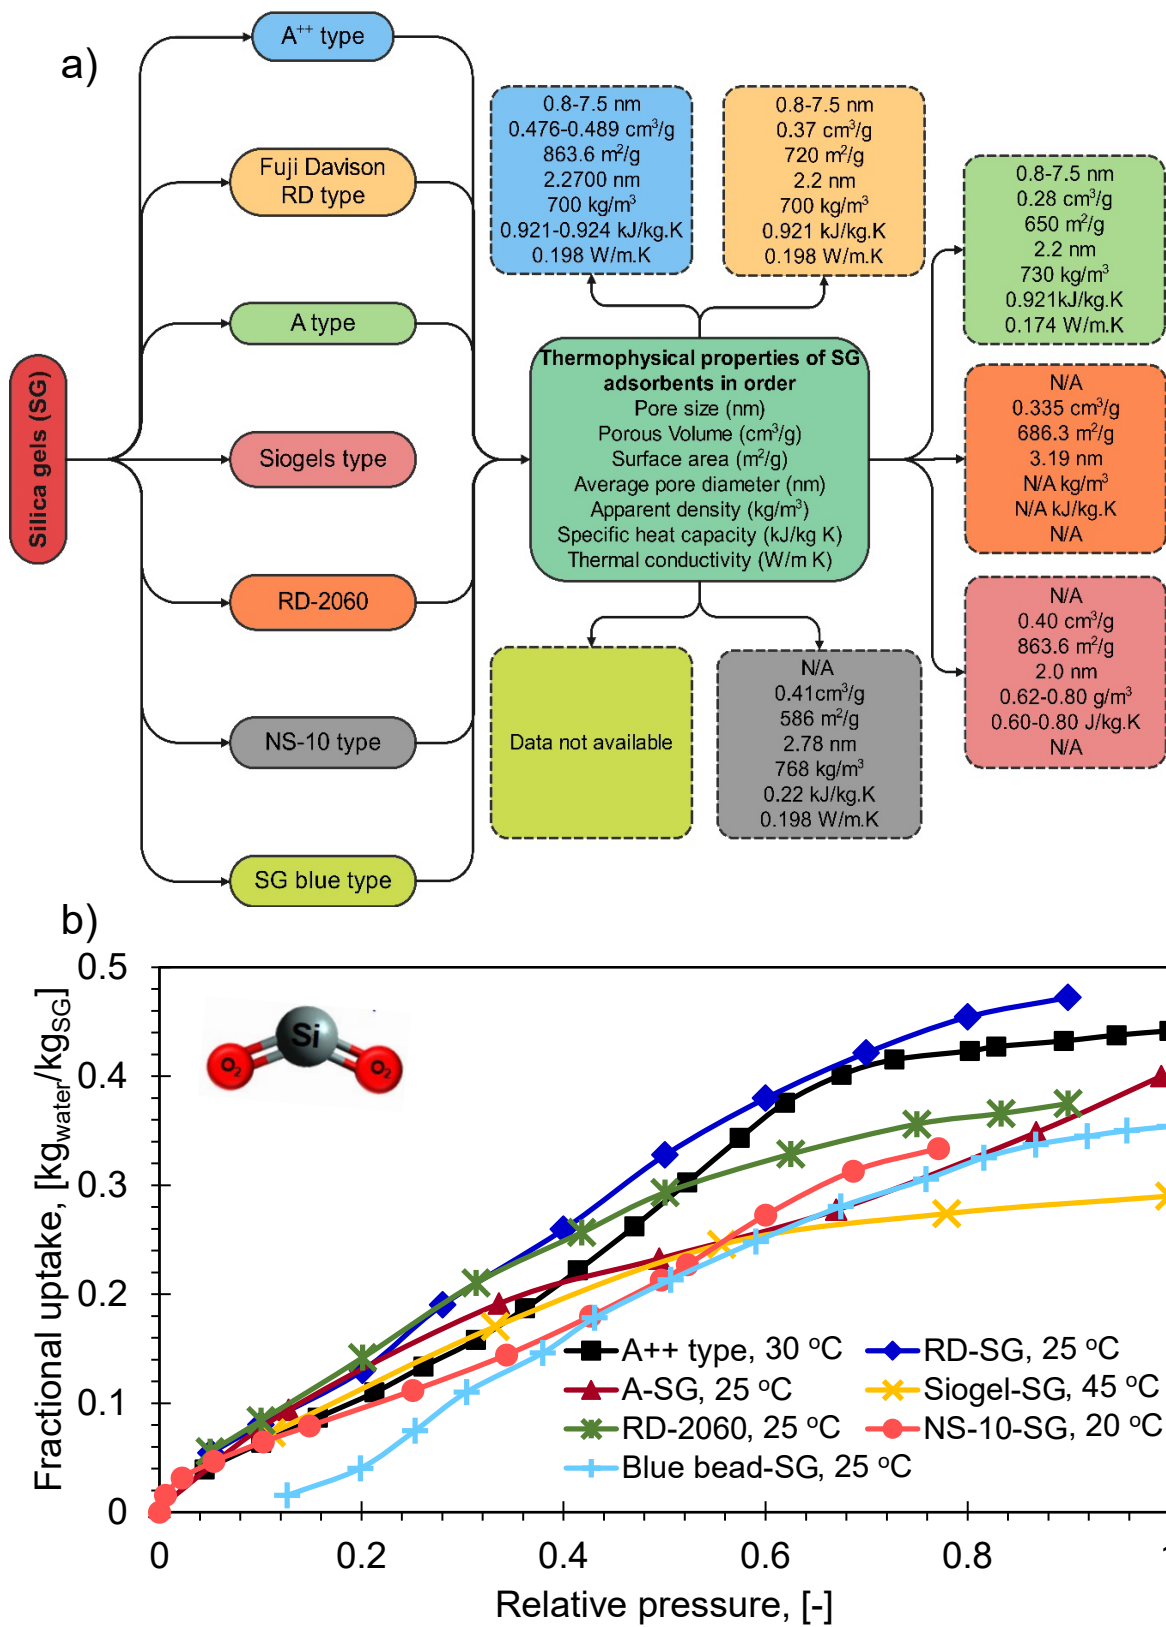 a)
A⁺⁺ type
Fuji Davison
RD type
A type
Silica gels (SG)
Siogels type
RD-2060
NS-10 type
SG blue type
0.8-7.5 nm
0.476-0.489 cm³/g
863.6 m²/g
2.2700 nm
700 kg/m³
0.921-0.924 kJ/kg.K
0.198 W/m.K
0.8-7.5 nm
0.37 cm³/g
720 m²/g
2.2 nm
700 kg/m³
0.921 kJ/kg.K
0.198 W/m.K
0.8-7.5 nm
0.28 cm³/g
650 m²/g
2.2 nm
730 kg/m³
0.921kJ/kg.K
0.174 W/m.K
Thermophysical properties of SG
adsorbents in order
Pore size (nm)
Porous Volume (cm³/g)
Surface area (m²/g)
Average pore diameter (nm)
Apparent density (kg/m³)
Specific heat capacity (kJ/kg K)
Thermal conductivity (W/m K)
N/A
0.335 cm³/g
686.3 m²/g
3.19 nm
N/A kg/m³
N/A kJ/kg.K
N/A
N/A
0.40 cm³/g
863.6 m²/g
2.0 nm
0.62-0.80 g/m³
0.60-0.80 J/kg.K
N/A
Data not available
N/A
0.41cm³/g
586 m²/g
2.78 nm
768 kg/m³
0.22 kJ/kg.K
0.198 W/m.K
b)
Fractional uptake, [kg_water/kg_SG]
0.5
0.4
0.3
0.2
0.1
0
Si
O₂
O₂
A++ type, 30 °C
RD-SG, 25 °C
A-SG, 25 °C
Siogel-SG, 45 °C
RD-2060, 25 °C
NS-10-SG, 20 °C
Blue bead-SG, 25 °C
0
0.2
0.4
0.6
0.8
1
Relative pressure, [-]